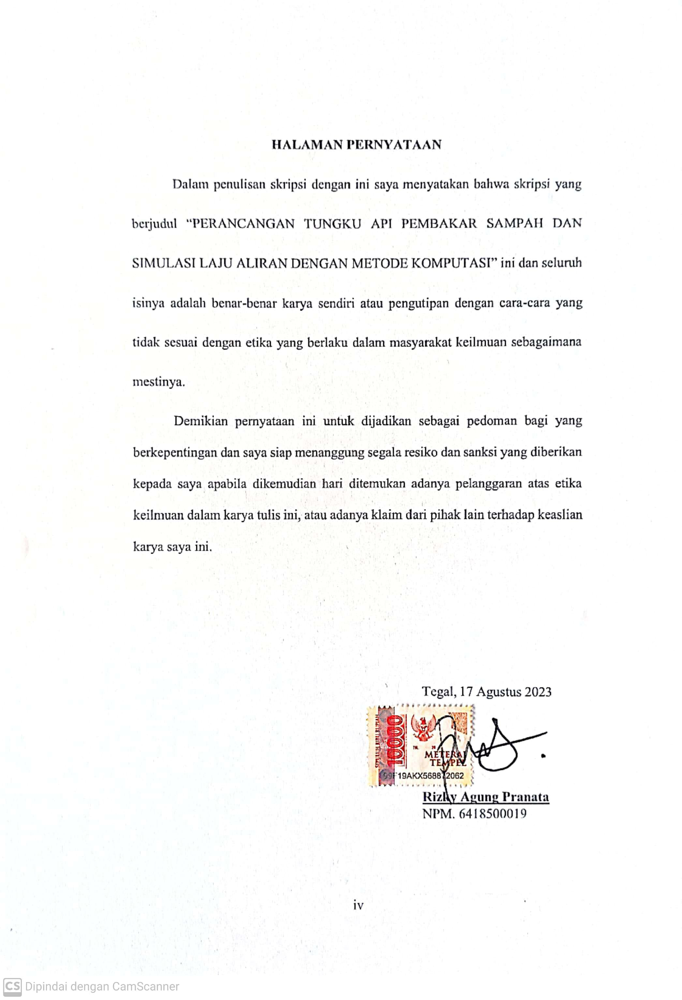 HALAMAN PERNYATAAN
Dalam penulisan skripsi dengan ini saya menyatakan bahwa skripsi yang
berjudul “PERANCANGAN TUNGKU API PEMBAKAR SAMPAH DAN
SIMULASI LAJU ALIRAN DENGAN METODE KOMPUTASI” ini dan seluruh
isinya adalah benar-benar karya sendiri atau pengutipan dengan cara-cara yang
tidak sesuai dengan etika yang berlaku dalam masyarakat keilmuan sebagaimana
mestinya.
Demikian pernyataan ini untuk dijadikan sebagai pedoman bagi yang
berkepentingan dan saya siap menanggung segala resiko dan sanksi yang diberikan
kepada saya apabila dikemudian hari ditemukan adanya pelanggaran atas etika
keilmuan dalam karya tulis ini, atau adanya klaim dari pihak lain terhadap keaslian
karya saya ini.
Tegal, 17 Agustus 2023
SEPULUH RIBU RUPIAH
10000
METERAI
TEMPEL
Rizky Agung Pranata
NPM. 6418500019
iv
CS Dipindai dengan CamScanner